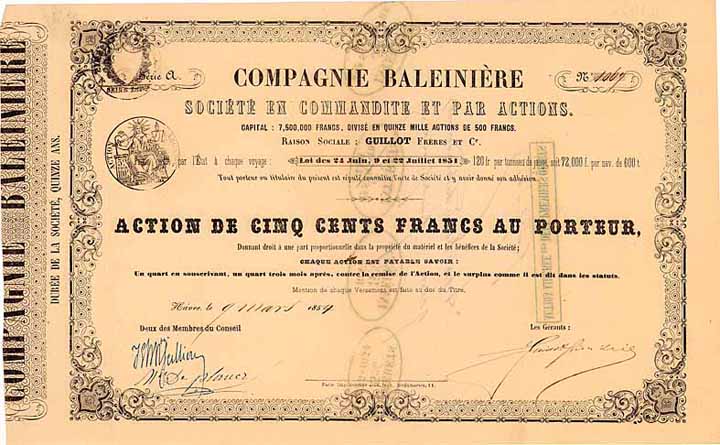 COMPAGNIE BALEINIÈRE
DURÉE DE LA SOCIÉTÉ, QUINZE ANS.
Série A.
COMPAGNIE BALEINIÈRE
SOCIÉTÉ EN COMMANDITE ET PAR ACTIONS.
CAPITAL : 7,500,000 FRANCS, DIVISÉ EN QUINZE MILLE ACTIONS DE 500 FRANCS.
RAISON SOCIALE : GUILLOT FRÈRES ET Cie.
par l'État à chaque voyage : Loi des 24 Juin, 9 et 22 Juillet 1851 120 fr par tonneau de jauge, soit 72,000 f. par nav. de 600 t.
Tout porteur ou titulaire du présent est réputé connaître l'acte de Société et y avoir donné son adhésion.
ACTION DE CINQ CENTS FRANCS AU PORTEUR,
Donnant droit à une part proportionnelle dans la propriété du matériel et les bénéfices de la Société;
CHAQUE ACTION EST PAYABLE SAVOIR :
Un quart en souscrivant, un quart trois mois après, contre la remise de l'Action, et le surplus comme il est dit dans les statuts.
Mention de chaque Versement est faite au dos du Titre.
Havre, 9 mars 1854
Deux des Membres du Conseil
Les Gérants :